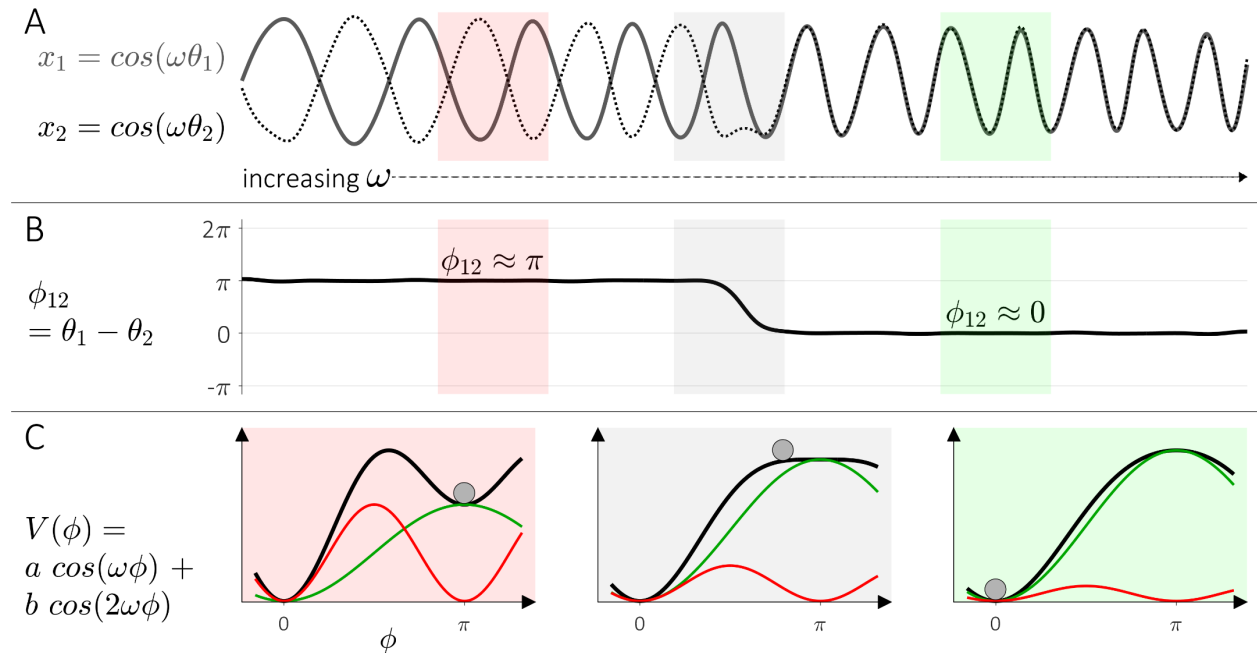 A
x₁ = cos(ωθ₁)
x₂ = cos(ωθ₂)
increasing ω
B
2π
π
0
-π
ϕ₁₂
= θ₁ − θ₂
ϕ₁₂ ≈ π
ϕ₁₂ ≈ 0
C
V(ϕ) =
a cos(ωϕ) +
b cos(2ωϕ)
0 π
ϕ
0 π
0 π